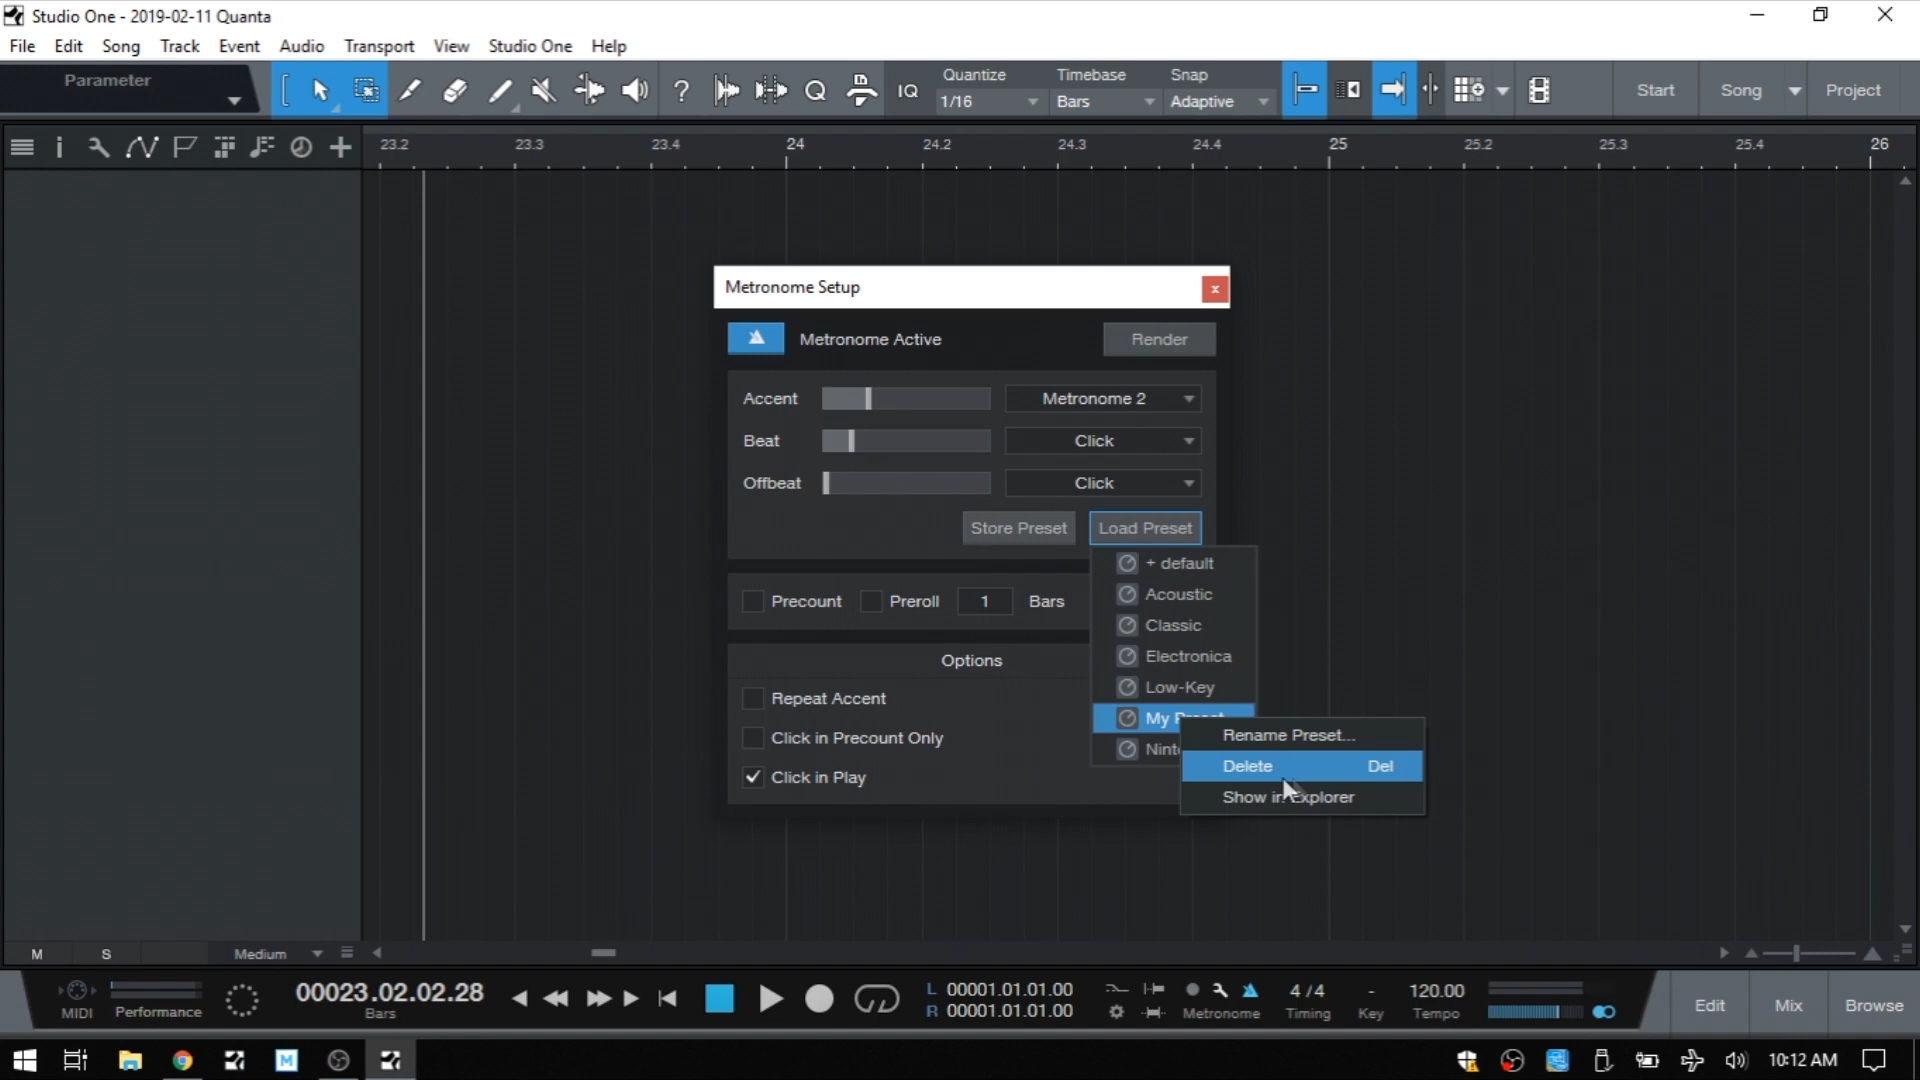 Studio One - 2019-02-11 Quanta
File Edit Song Track Event Audio Transport View Studio One Help
Parameter
? Q IQ
Quantize Timebase Snap
1/16 Bars Adaptive
Start Song Project
23.2 23.3 23.4 24 24.2 24.3 24.4 25 25.2 25.3 25.4 26
Metronome Setup
x
Metronome Active Render
Accent Metronome 2
Beat Click
Offbeat Click
Store Preset Load Preset
+ default
Acoustic
Classic
Electronica
Low-Key
My
Precount Preroll 1 Bars
Options
Repeat Accent
Click in Precount Only
Click in Play
Rename Preset...
Delete Del
Show in Explorer
M S Medium
MIDI Performance
00023.02.02.28
Bars
L 00001.01.01.00
R 00001.01.01.00
Metronome
4 / 4
Timing
-
Key
120.00
Tempo
Edit Mix Browse
M
10:12 AM